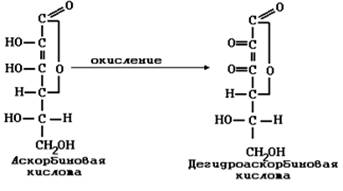 C O C O
HO—C O=C
окисление
HO—C O O=C O
H—C H—C
HO—C—H HO—C—H
CH2OH CH2OH
Аскорбиновая Дегидроаскорбиновая
кислота кислота